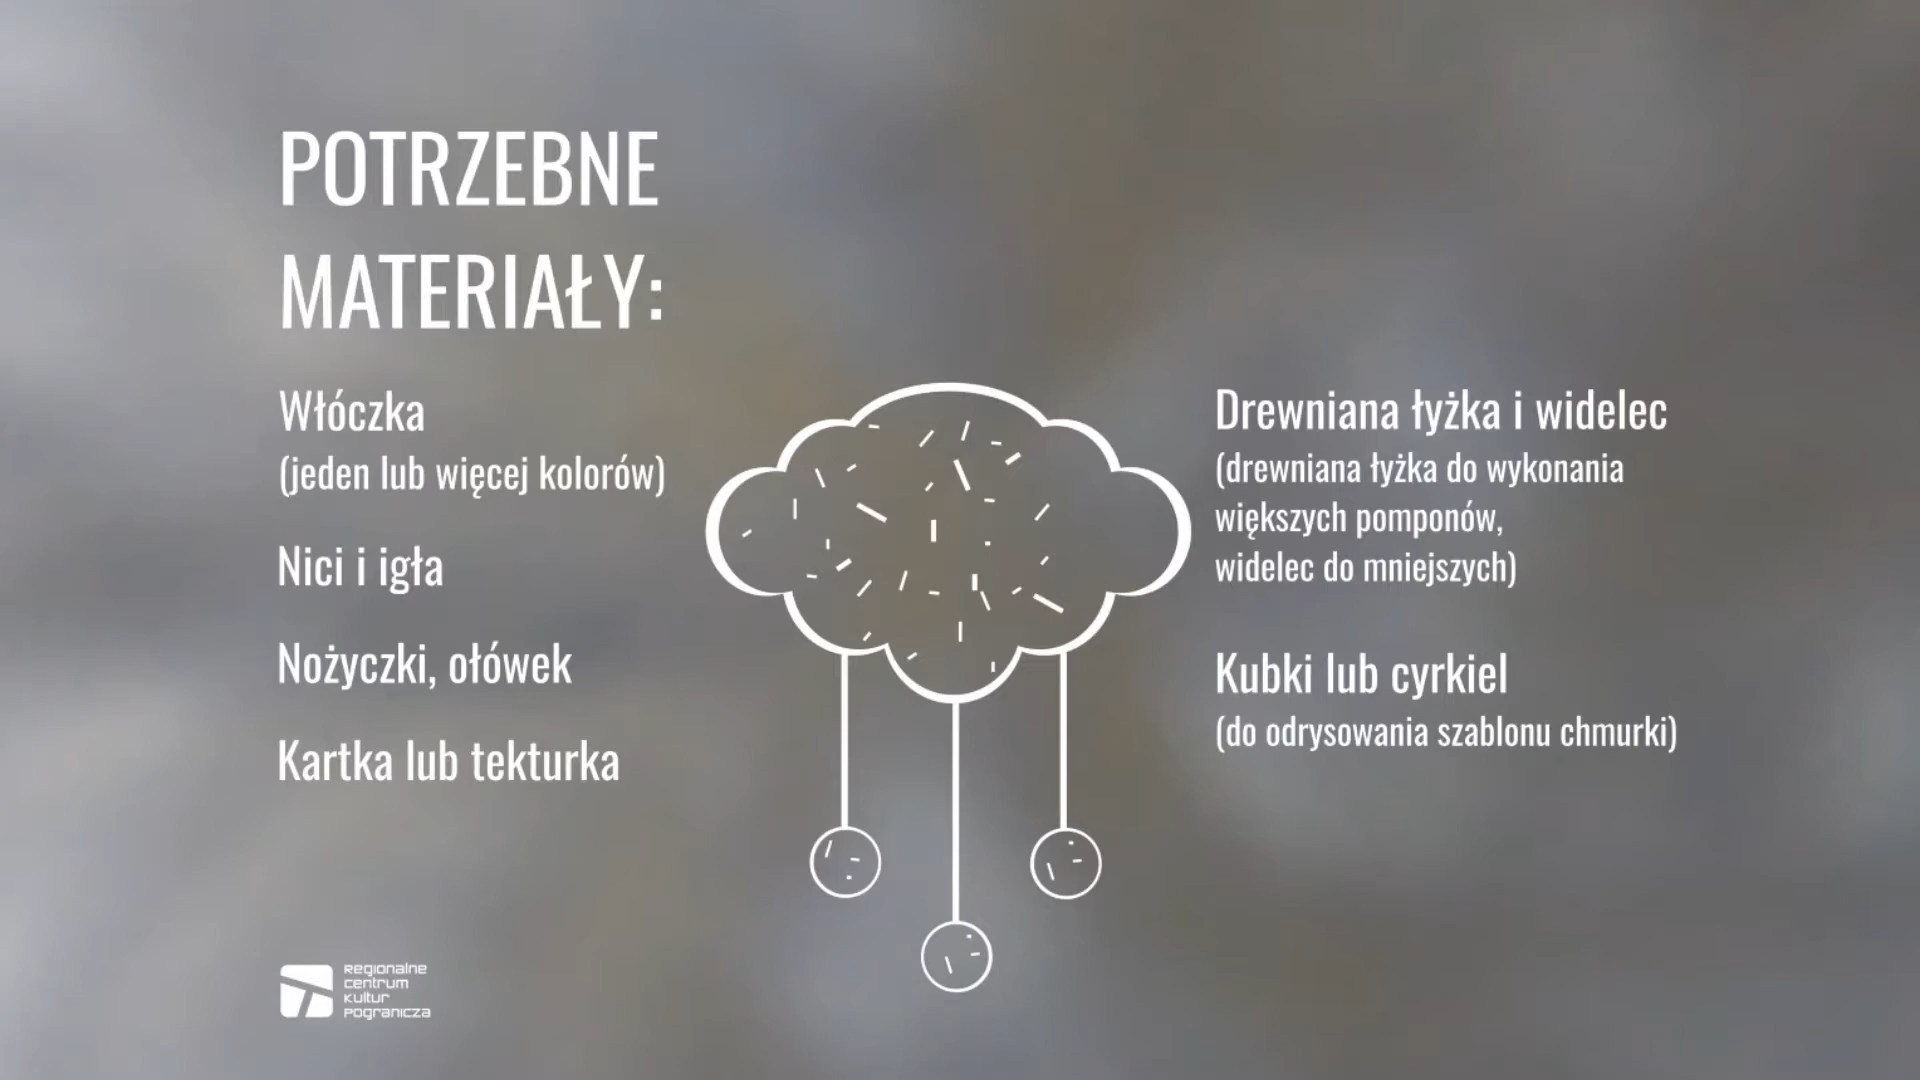 POTRZEBNE
MATERIAŁY:
Włóczka
(jeden lub więcej kolorów)
Nici i igła
Nożyczki, ołówek
Kartka lub tekturka
Drewniana łyżka i widelec
(drewniana łyżka do wykonania
większych pomponów,
widelec do mniejszych)
Kubki lub cyrkiel
(do odrysowania szablonu chmurki)
Regionalne
centrum
kultur
pogranicza